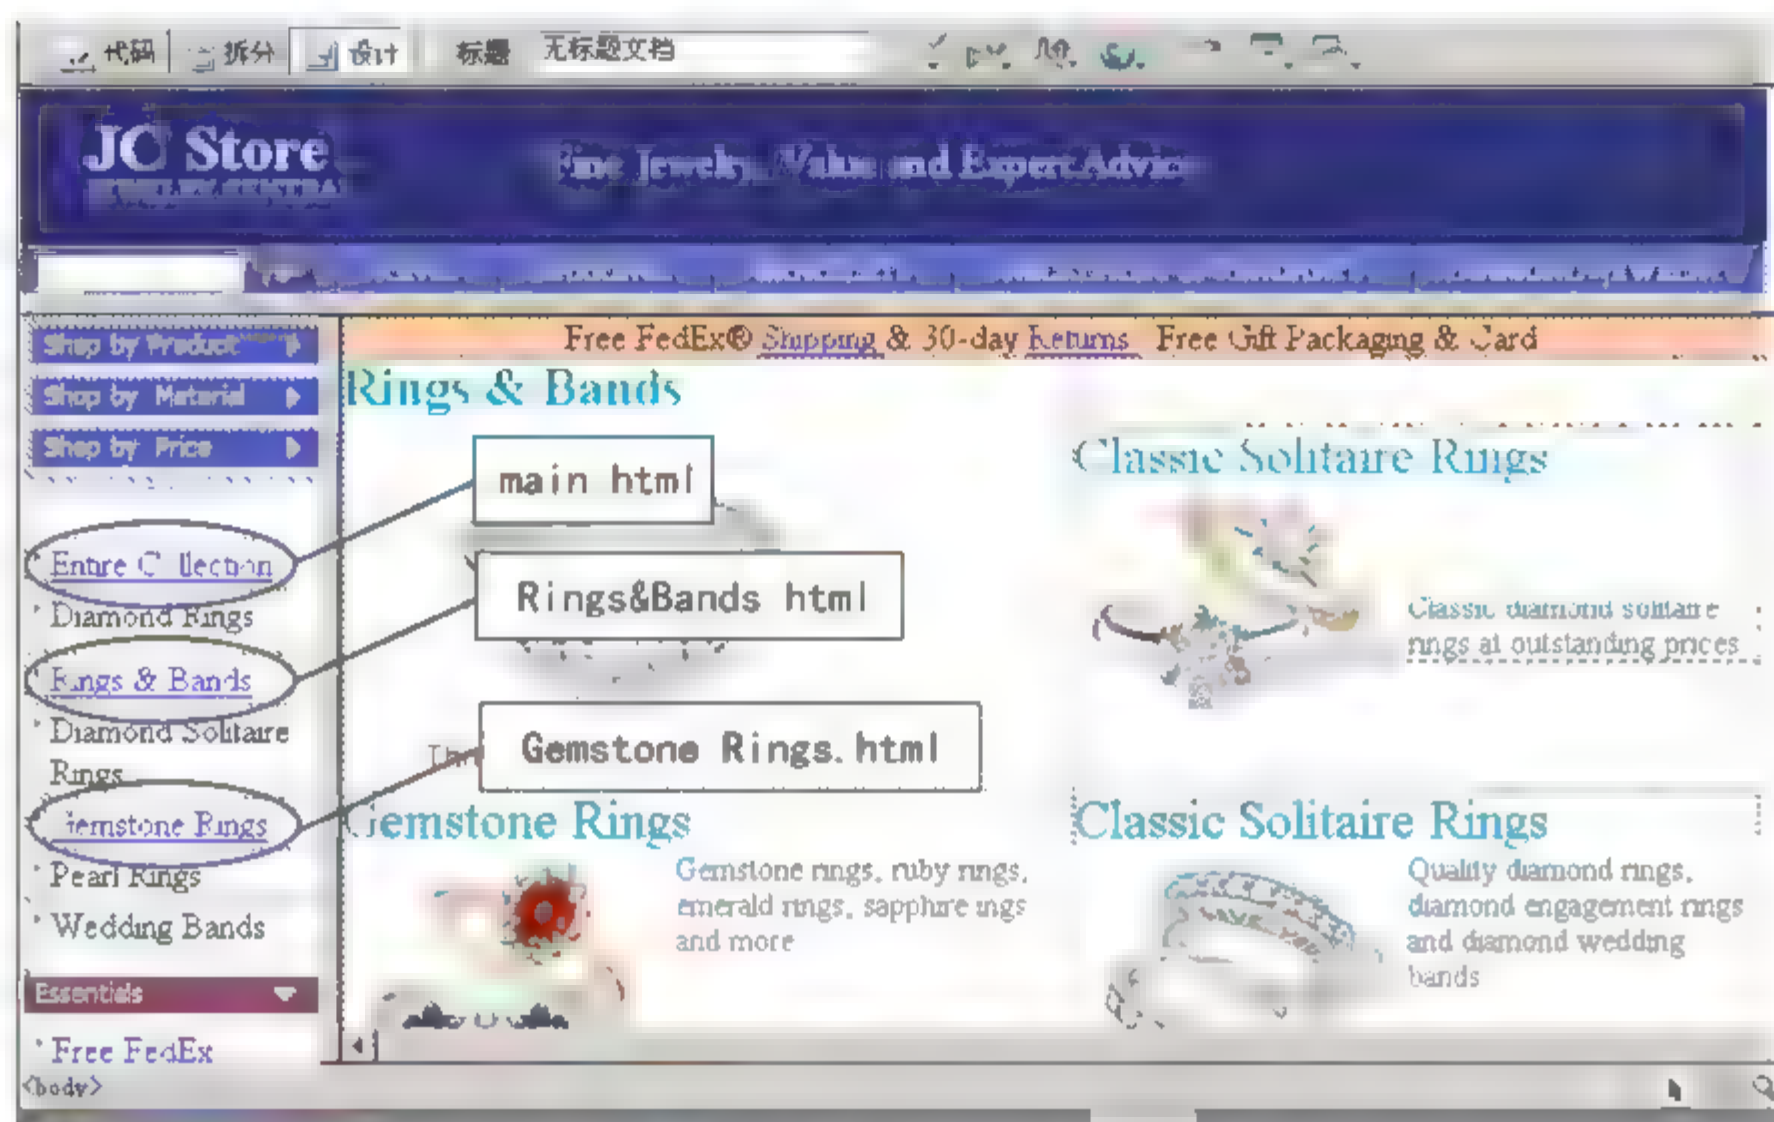 代码 拆分 设计 标题 无标题文档
JC Store
Jewelry, Value and Expert
Free FedEx® Shipping & 30-day Returns Free Gift Packaging & Card
Shop by Product
Shop by Material
Shop by Price
Rings & Bands
Classic Solitaire Rings
main html
Entire Collection
Rings&Bands html
Diamond Rings
Classic diamond solitaire
rings at outstanding prices
Rings & Bands
Diamond Solitaire
Rings
Gemstone Rings.html
Gemstone Rings
Pearl Rings
Wedding Bands
Gemstone Rings
Gemstone rings, ruby rings,
emerald rings, sapphire ings
and more
Classic Solitaire Rings
Quality diamond rings,
diamond engagement rings
and diamond wedding
bands
Essentials
Free FedEx
<body>